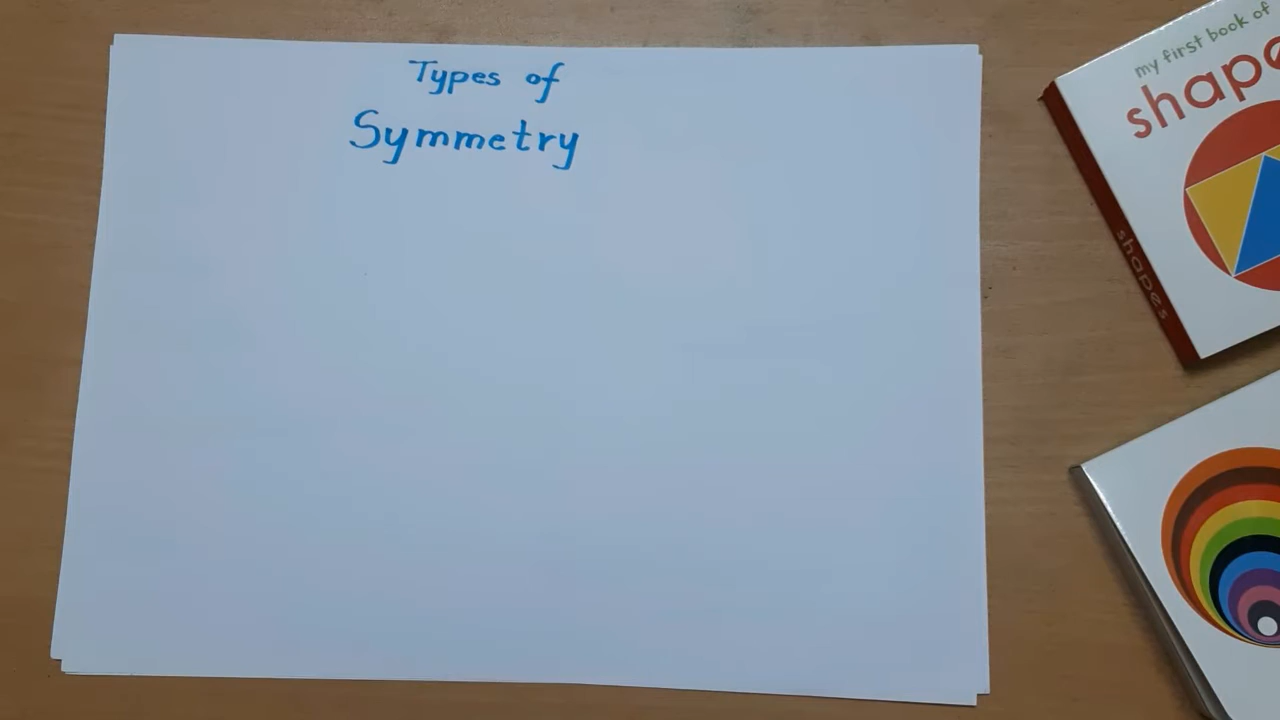 Types of
Symmetry
my first book of
shape
shapes